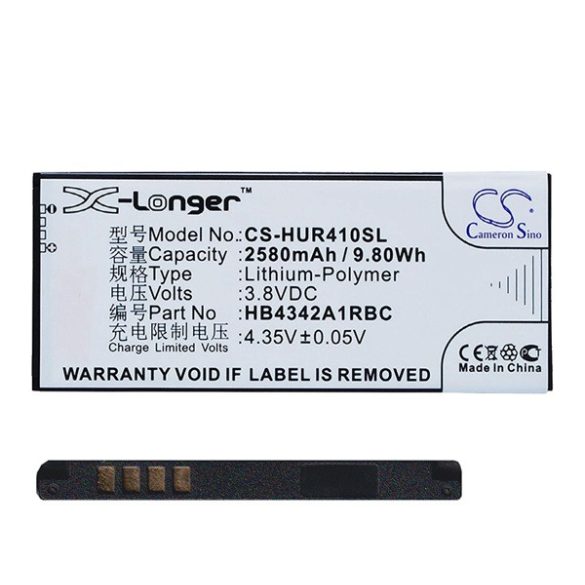 X-Longer™
CS
Cameron Sino
型号Model No.: CS-HUR410SL
容量Capacity: 2580mAh / 9.80Wh
规格Type: Lithium-Polymer
电压Volts: 3.8VDC
编号Part No: HB4342A1RBC
充电限制电压: 4.35V±0.05V
Charge Limited Volts
WARRANTY VOID IF LABEL IS BROKEN.
CE
Made In China